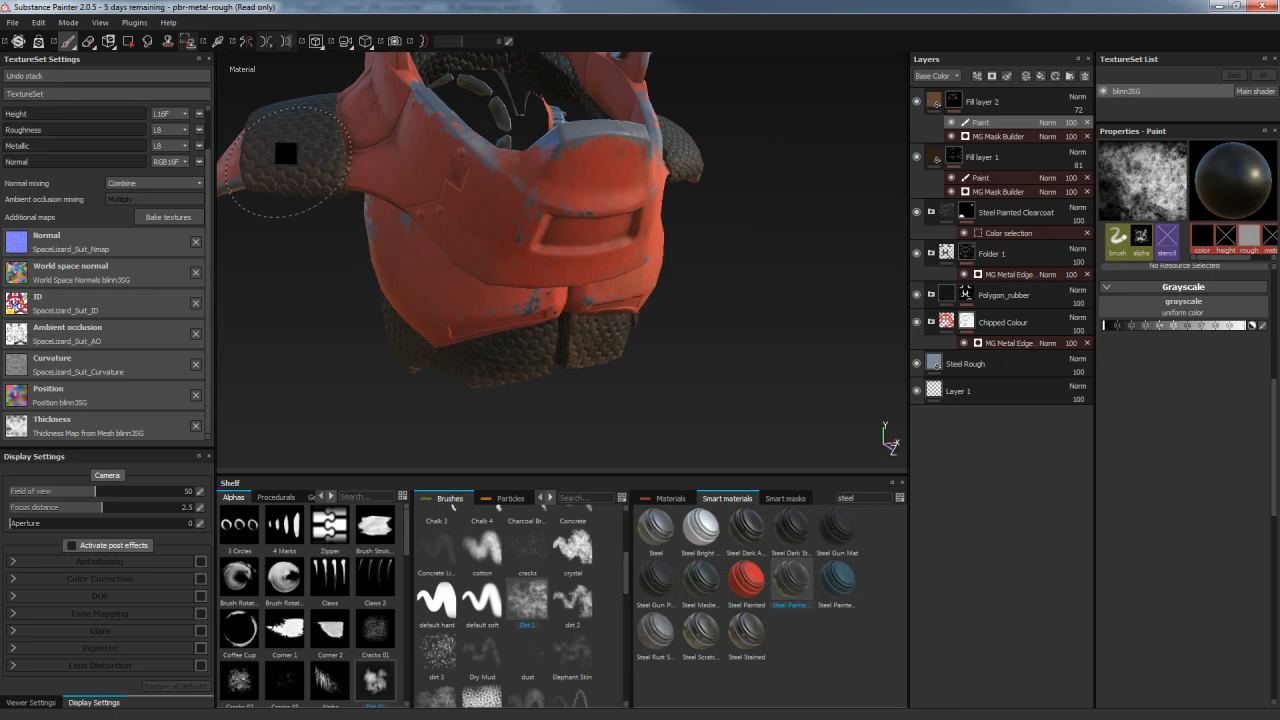 Substance Painter 2.0.5 - 5 days remaining - pbr-metal-rough (Read only)
File Edit Mode View Plugins Help
8
TextureSet Settings
Undo stack
TextureSet
Height L16F
Roughness L8
Metallic L8
Normal RGB16F
Normal mixing Combine
Ambient occlusion mixing Multiply
Additional maps Bake textures
Normal
SpaceLizard_Suit_Nmap
World space normal
World Space Normals blinn3SG
ID
SpaceLizard_Suit_ID
Ambient occlusion
SpaceLizard_Suit_AO
Curvature
SpaceLizard_Suit_Curvature
Position
Position blinn3SG
Thickness
Thickness Map from Mesh blinn3SG
Display Settings
Camera
Field of view 50
Focus distance 2.5
Aperture 0
Activate post effects
Antialiasing
Color Correction
DOF
Tone Mapping
Glare
Vignette
Lens Distortion
Restore all defaults
Viewer Settings Display Settings
Material
Y
X
Z
Shelf
Alphas Procedurals Search...
3 Circles 4 Marks Zipper Brush Strok...
Brush Rotat... Brush Rotat... Claws Claws 2
Coffee Cup Corner 1 Corner 2 Cracks 01
Brushes Particles Search...
Chalk 3 Chalk 4 Charcoal Br... Concrete
Concrete Li... cotton cracks crystal
default hard default soft Dirt 1 dirt 2
dirt 3 Dry Mud dust Elephant Skin
Materials Smart materials Smart masks steel
Steel Steel Bright ... Steel Dark A... Steel Dark St... Steel Gun Mat
Steel Gun P... Steel Medie... Steel Painted Steel Painte... Steel Painte...
Steel Rust S... Steel Scratc... Steel Stained
Layers
Base Color
Fill layer 2 Norm 72
Paint Norm 100
MG Mask Builder Norm 100
Fill layer 1 Norm 81
Paint Norm 100
MG Mask Builder Norm 100
Steel Painted Clearcoat Norm 100
Color selection
Folder 1 Norm 100
MG Metal Edge... Norm 100
Polygon_rubber Norm 100
Chipped Colour Norm 100
MG Metal Edge... Norm 100
Steel Rough Norm 100
Layer 1 Norm 100
TextureSet List
Solo All
blinn3SG Main shader
Properties - Paint
brush alpha stencil color height rough
No Resource Selected
Grayscale
grayscale
uniform color